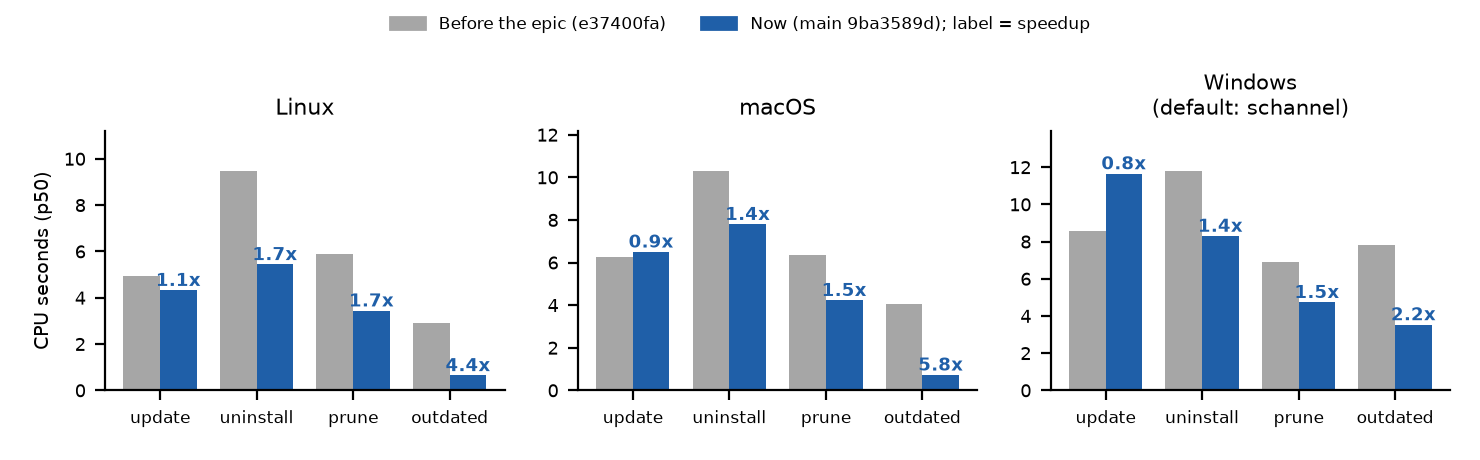 Before the epic (e37400fa)
Now (main 9ba3589d); label = speedup
Linux
CPU seconds (p50)
10
8
6
4
2
0
1.1x
1.7x
1.7x
4.4x
update
uninstall
prune
outdated
macOS
12
10
8
6
4
2
0
0.9x
1.4x
1.5x
5.8x
update
uninstall
prune
outdated
Windows
(default: schannel)
12
10
8
6
4
2
0
0.8x
1.4x
1.5x
2.2x
update
uninstall
prune
outdated